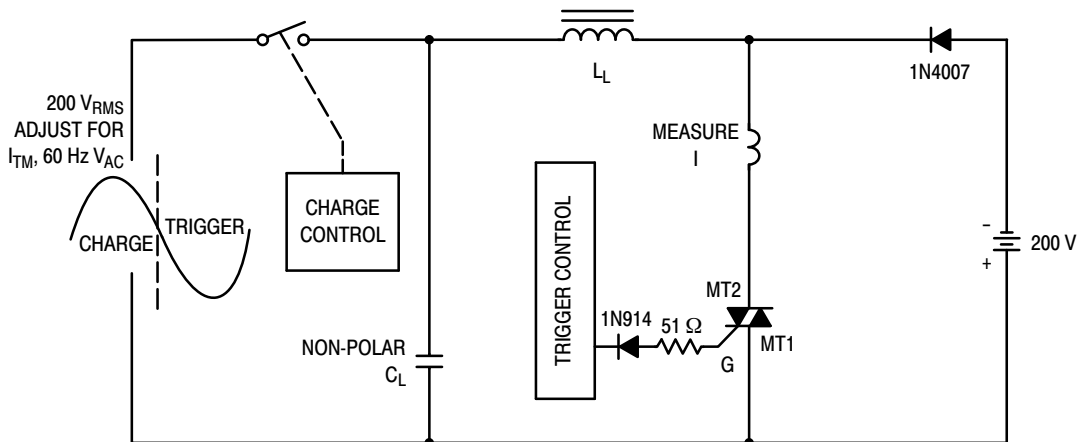 200 V_RMS
ADJUST FOR
I_TM, 60 Hz V_AC
CHARGE
TRIGGER
CHARGE
CONTROL
NON-POLAR
C_L
L_L
TRIGGER CONTROL
MEASURE
I
1N914
51 Ω
MT2
MT1
G
1N4007
-
+
200 V